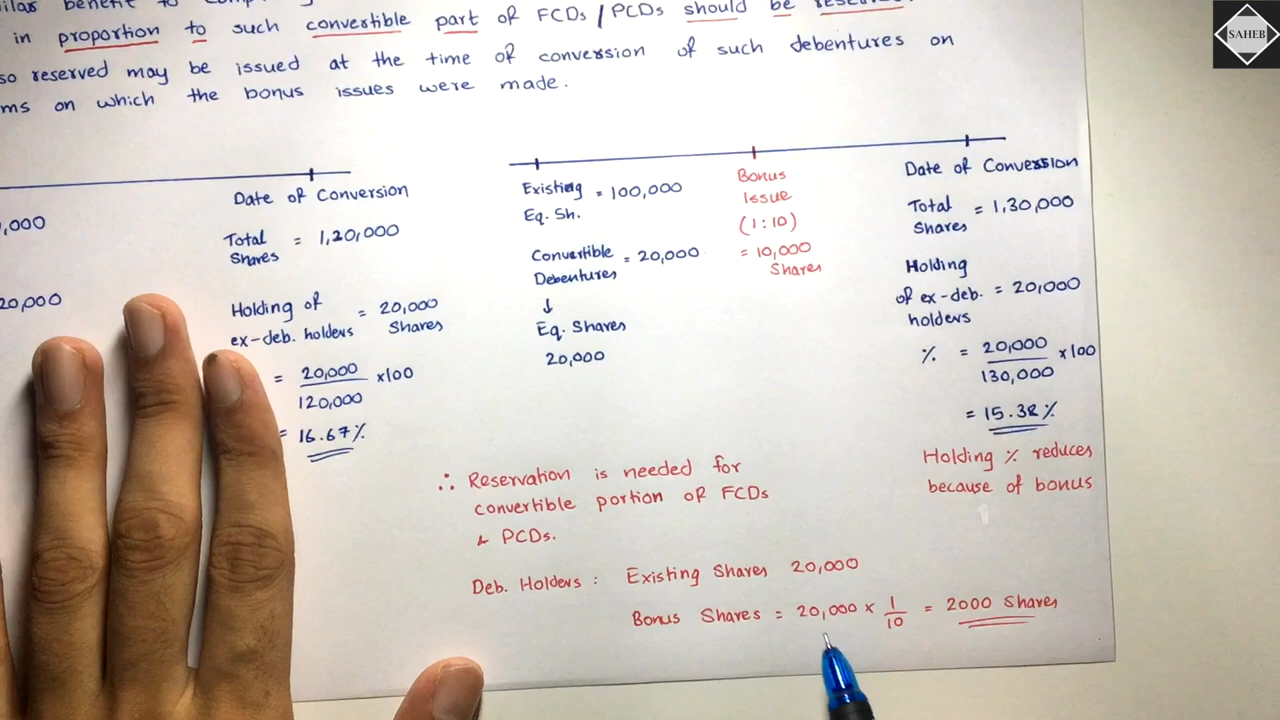 benefit to
in proportion to such convertible part of FCDs / PCDs should be
so reserved may be issued at the time of conversion of such debentures on
ms on which the bonus issues were made.
SAHEB
,000
20,000
Date of Conversion
Total Shares = 1,20,000
Holding of ex-deb. holders = 20,000 Shares
= 20,000 / 120,000 x100
= 16.67%
Existing Eq. Sh. = 100,000
Convertible Debentures = 20,000
↓
Eq. Shares
20,000
Bonus
Issue
(1:10)
= 10,000
Shares
Date of Conversion
Total Shares = 1,30,000
Holding
of ex-deb. = 20,000
holders
% = 20,000 / 130,000 x100
= 15.38%
Holding % reduces
because of bonus
∴ Reservation is needed for
convertible portion of FCDs
& PCDs.
Deb. Holders : Existing Shares 20,000
Bonus Shares = 20,000 x 1/10 = 2000 Shares